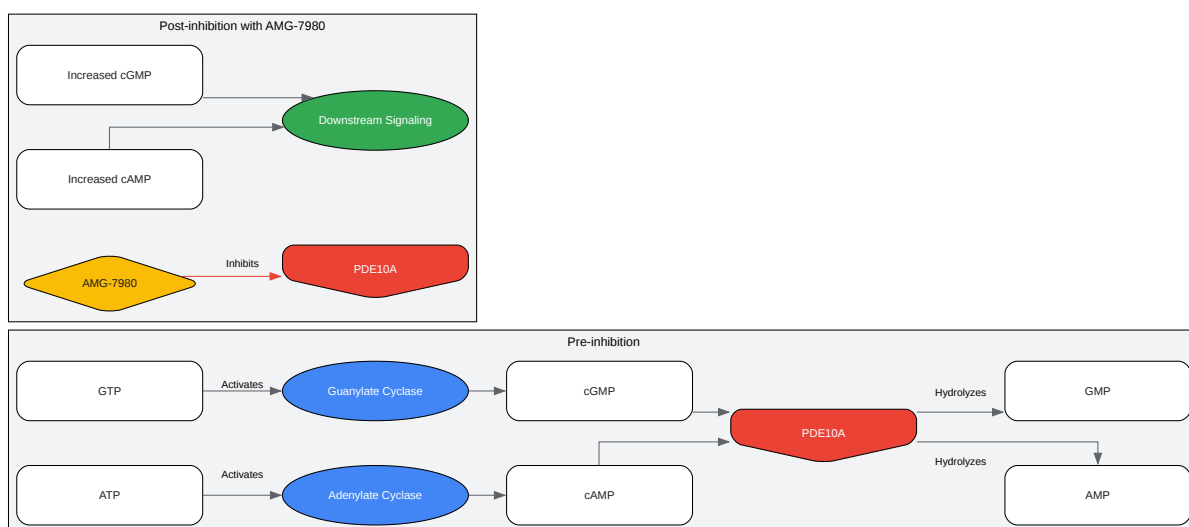 Post-inhibition with AMG-7980
Increased cGMP
Downstream Signaling
Increased cAMP
Inhibits
PDE10A
AMG-7980
Pre-inhibition
GTP
Activates
Guanylate Cyclase
cGMP
Hydrolyzes
GMP
PDE10A
ATP
Activates
Adenylate Cyclase
cAMP
Hydrolyzes
AMP